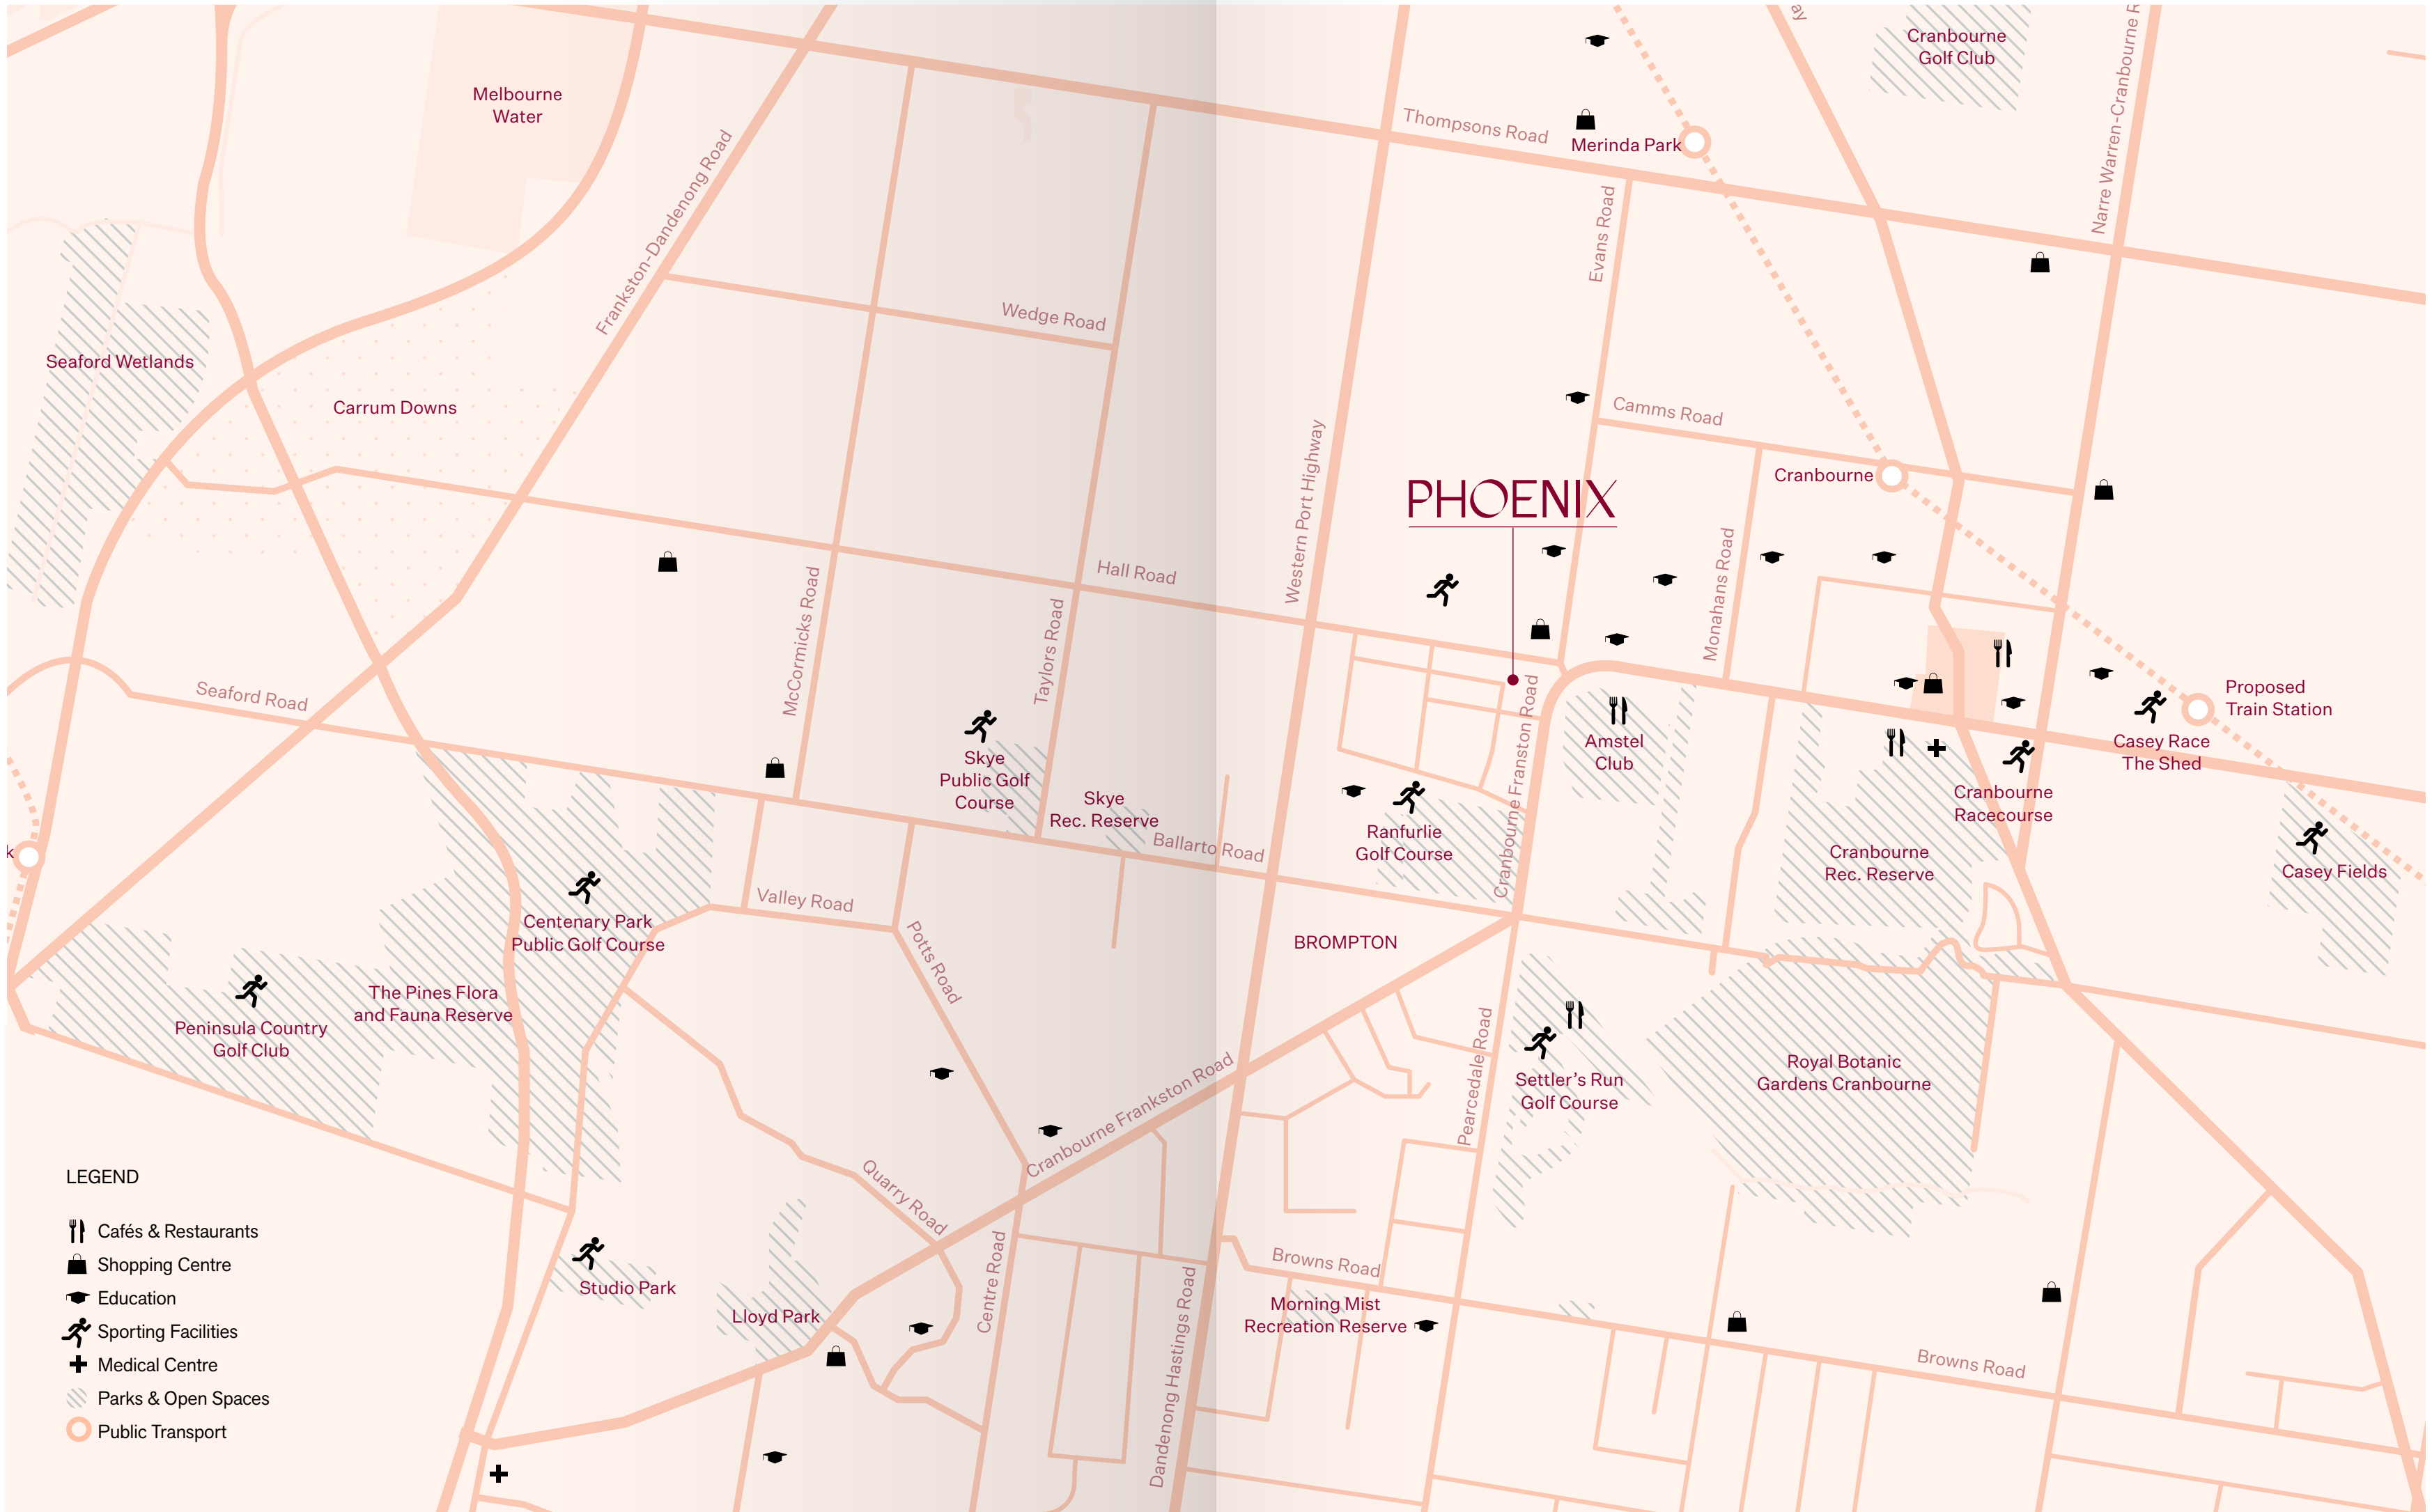 Cranbourne
Golf Club
Melbourne
Water
Thompsons Road
Merinda Park
Narre Warren-Cranbourne R
ay
Frankston-Dandenong Road
Evans Road
Wedge Road
Seaford Wetlands
Carrum Downs
Camms Road
Western Port Highway
Cranbourne
PHOENIX
Hall Road
Monahans Road
McCormicks Road
Taylors Road
Seaford Road
Proposed
Train Station
Cranbourne Franston Road
Amstel
Club
Casey Race
The Shed
Skye
Public Golf
Course
Skye
Rec. Reserve
Cranbourne
Racecourse
Ballarto Road
Ranfurlie
Golf Course
Cranbourne
Rec. Reserve
k
Casey Fields
Valley Road
Centenary Park
Public Golf Course
BROMPTON
Potts Road
The Pines Flora
and Fauna Reserve
Peninsula Country
Golf Club
Pearcedale Road
Settler's Run
Golf Course
Royal Botanic
Gardens Cranbourne
Cranbourne Frankston Road
Quarry Road
Centre Road
Browns Road
Studio Park
Lloyd Park
Morning Mist
Recreation Reserve
Dandenong Hastings Road
Browns Road
LEGEND
Cafés & Restaurants
Shopping Centre
Education
Sporting Facilities
Medical Centre
Parks & Open Spaces
Public Transport